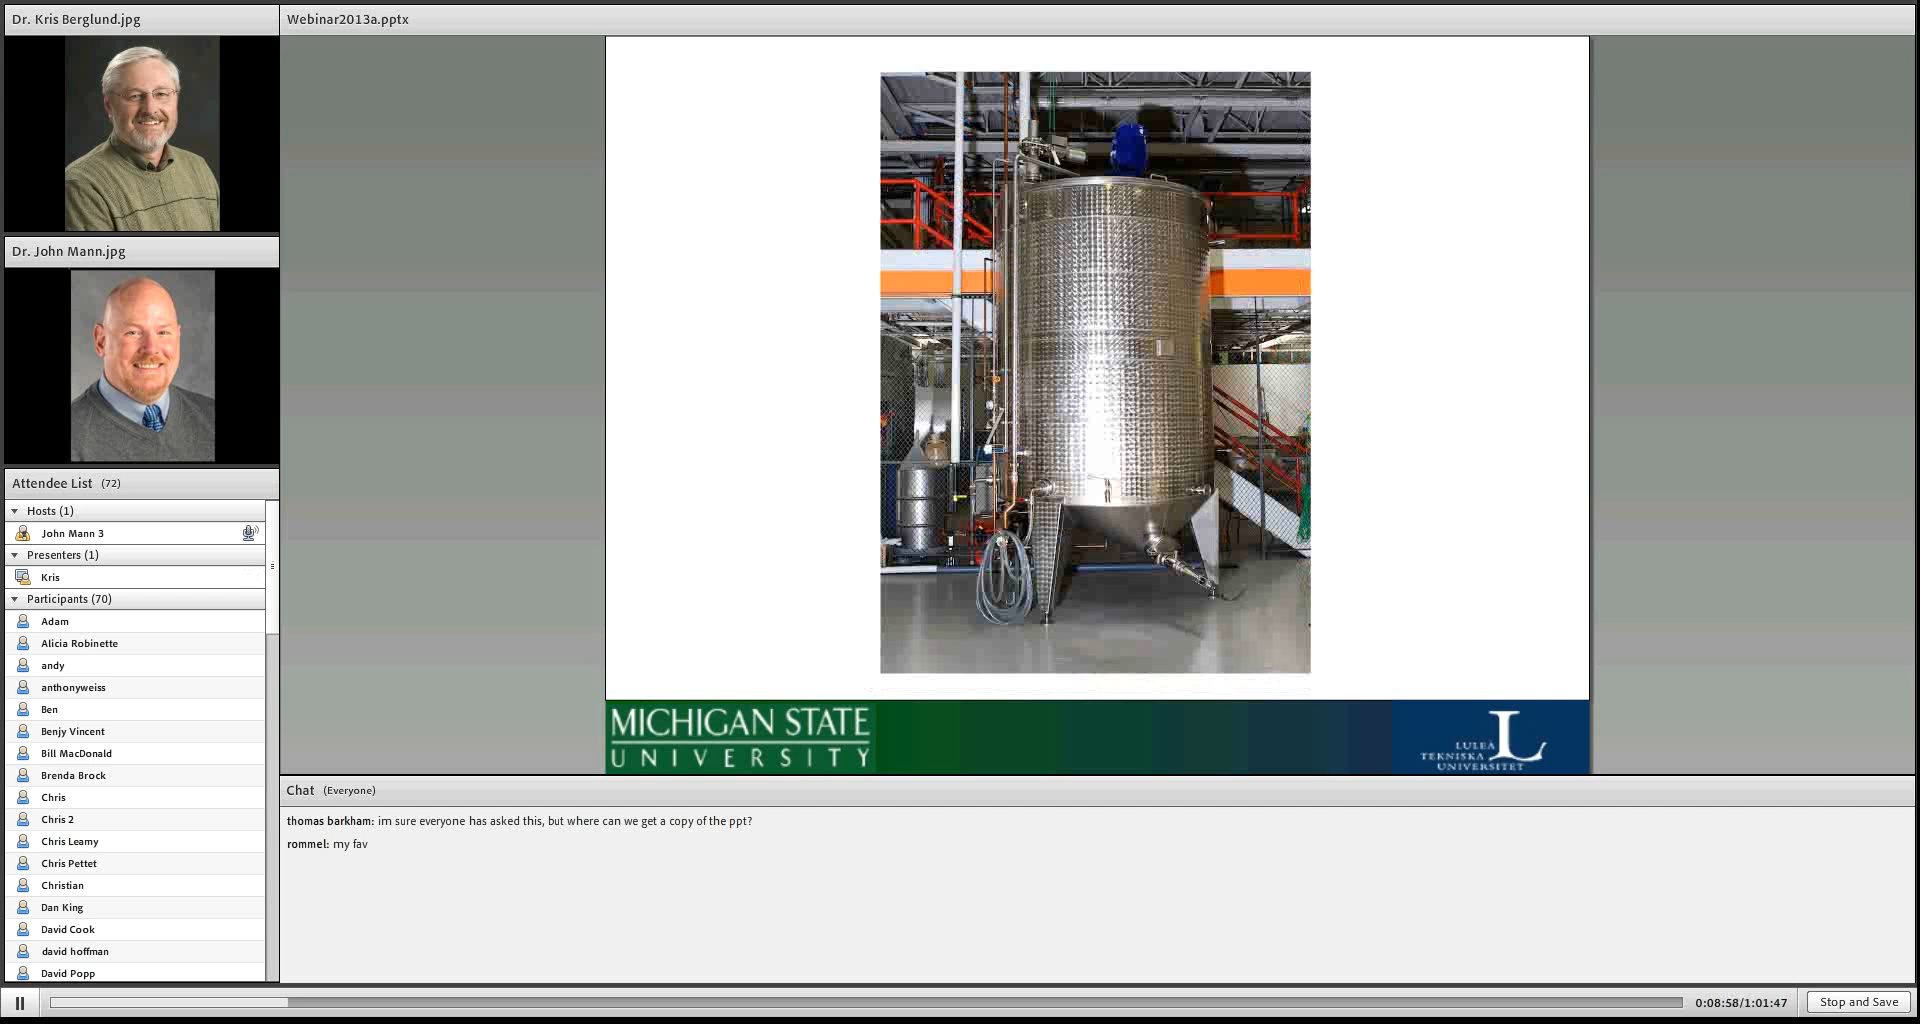 Dr. Kris Berglund.jpg
Dr. John Mann.jpg
Attendee List (72)
Hosts (1)
John Mann 3
Presenters (1)
Kris
Participants (70)
Adam
Alicia Robinette
andy
anthonyweiss
Ben
Benjy Vincent
Bill MacDonald
Brenda Brock
Chris
Chris 2
Chris Leamy
Chris Pettet
Christian
Dan King
David Cook
david hoffman
David Popp
Webinar2013a.pptx
MICHIGAN STATE
UNIVERSITY
L
LULEÅ
TEKNISKA
UNIVERSITET
Chat (Everyone)
thomas barkham: im sure everyone has asked this, but where can we get a copy of the ppt?
rommel: my fav
0:08:58/1:01:47
Stop and Save